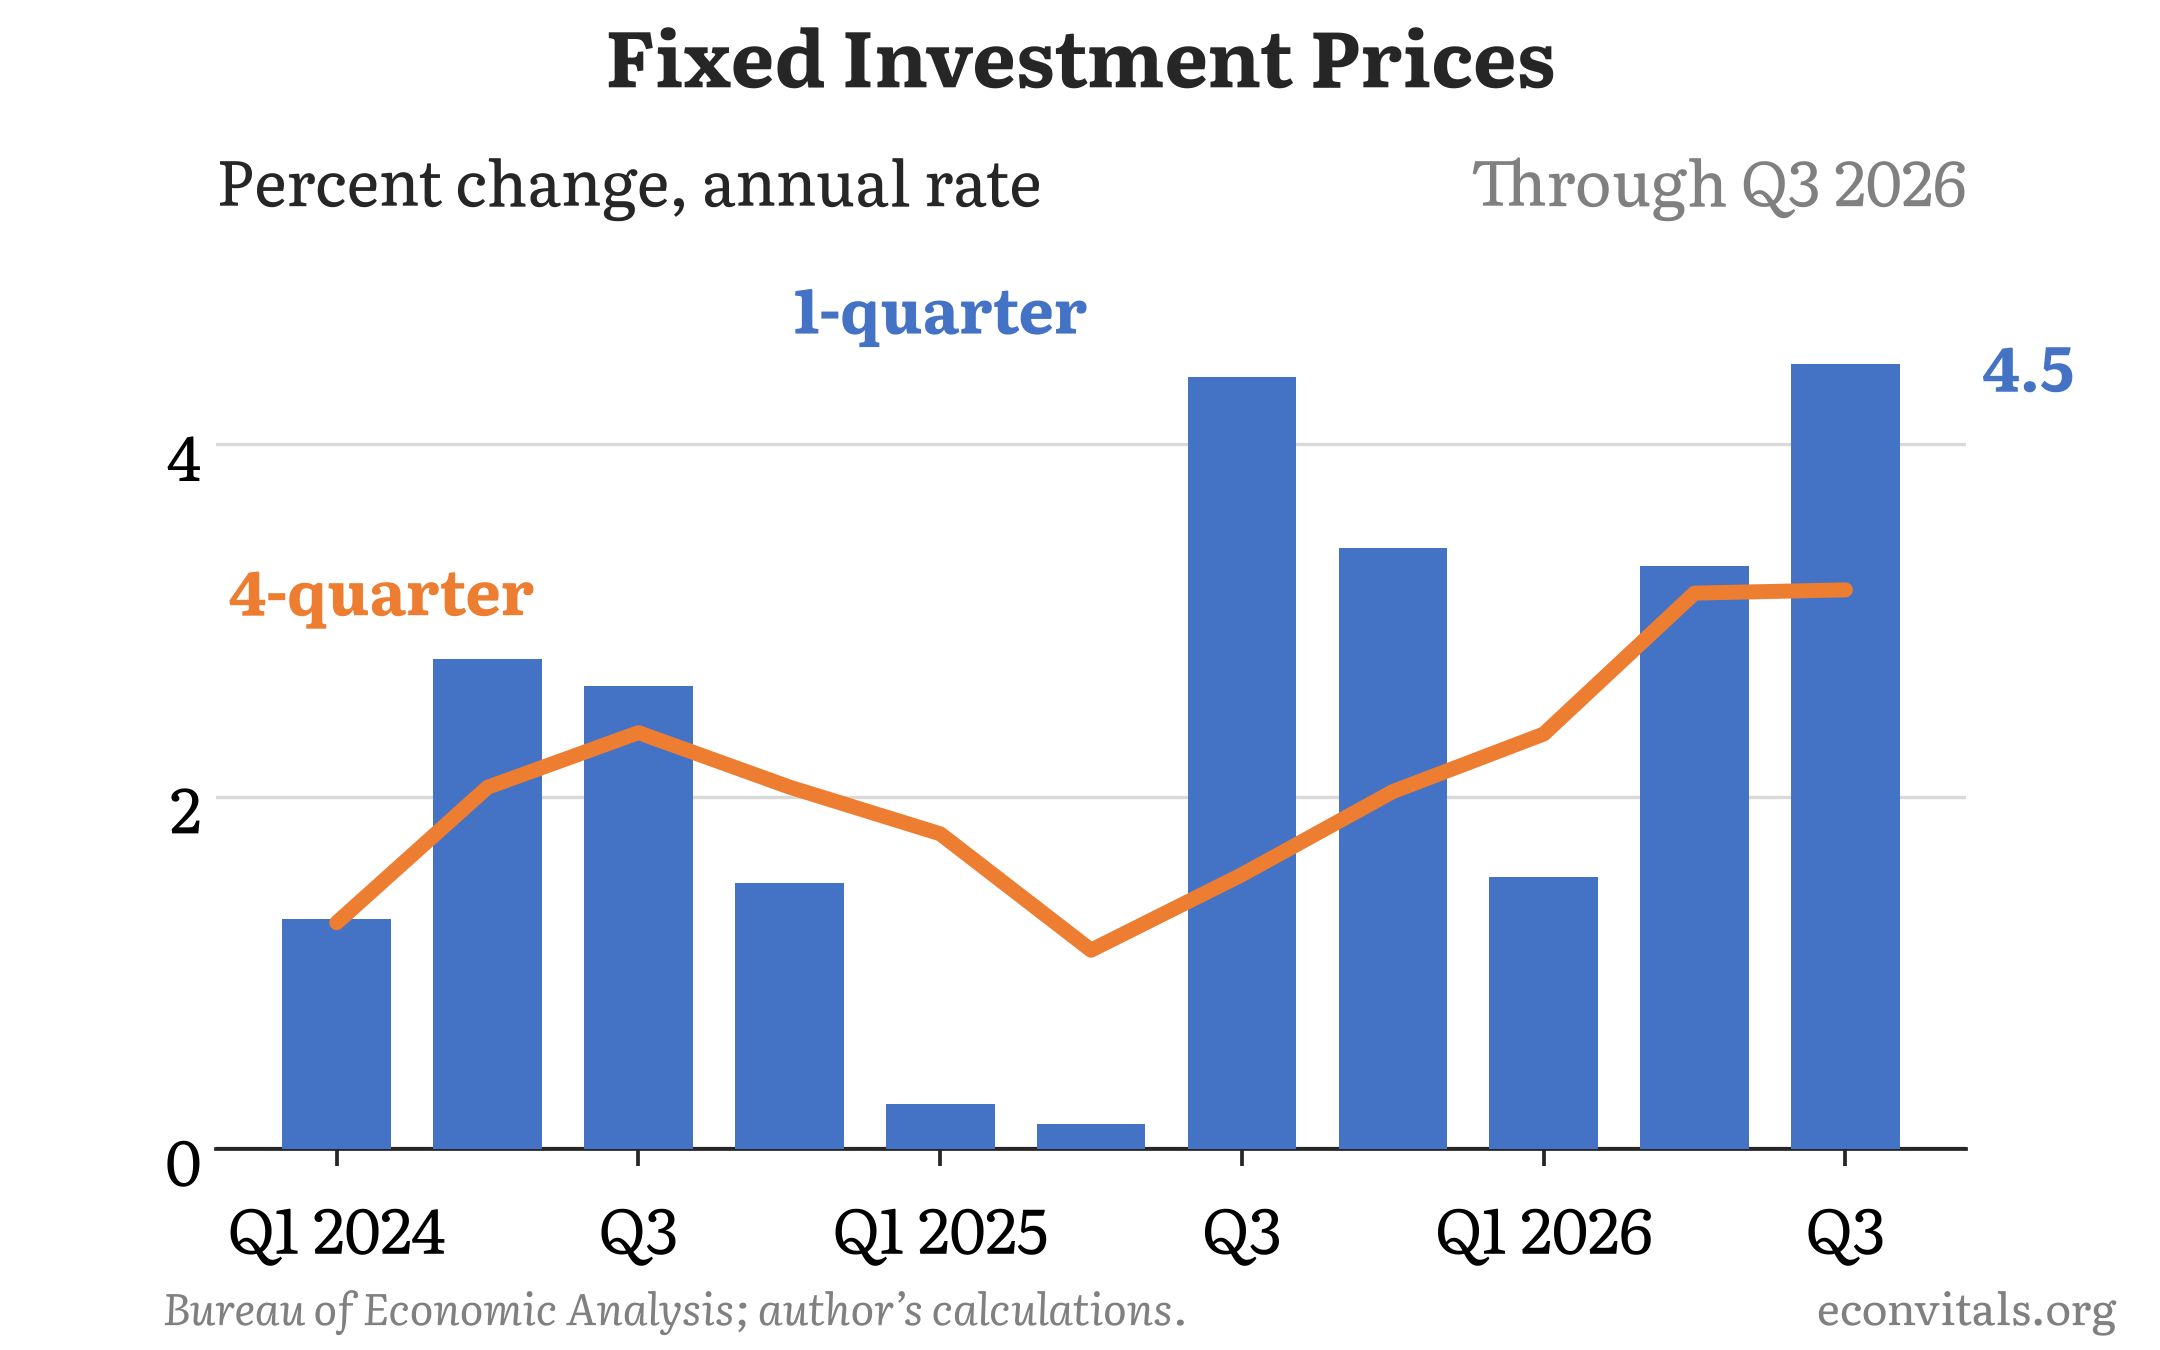 Fixed Investment Prices
Percent change, annual rate
Through Q3 2026
1-quarter
4.5
4
4-quarter
2
0
Q1 2024
Q3
Q1 2025
Q3
Q1 2026
Q3
Bureau of Economic Analysis; author’s calculations.
econvitals.org